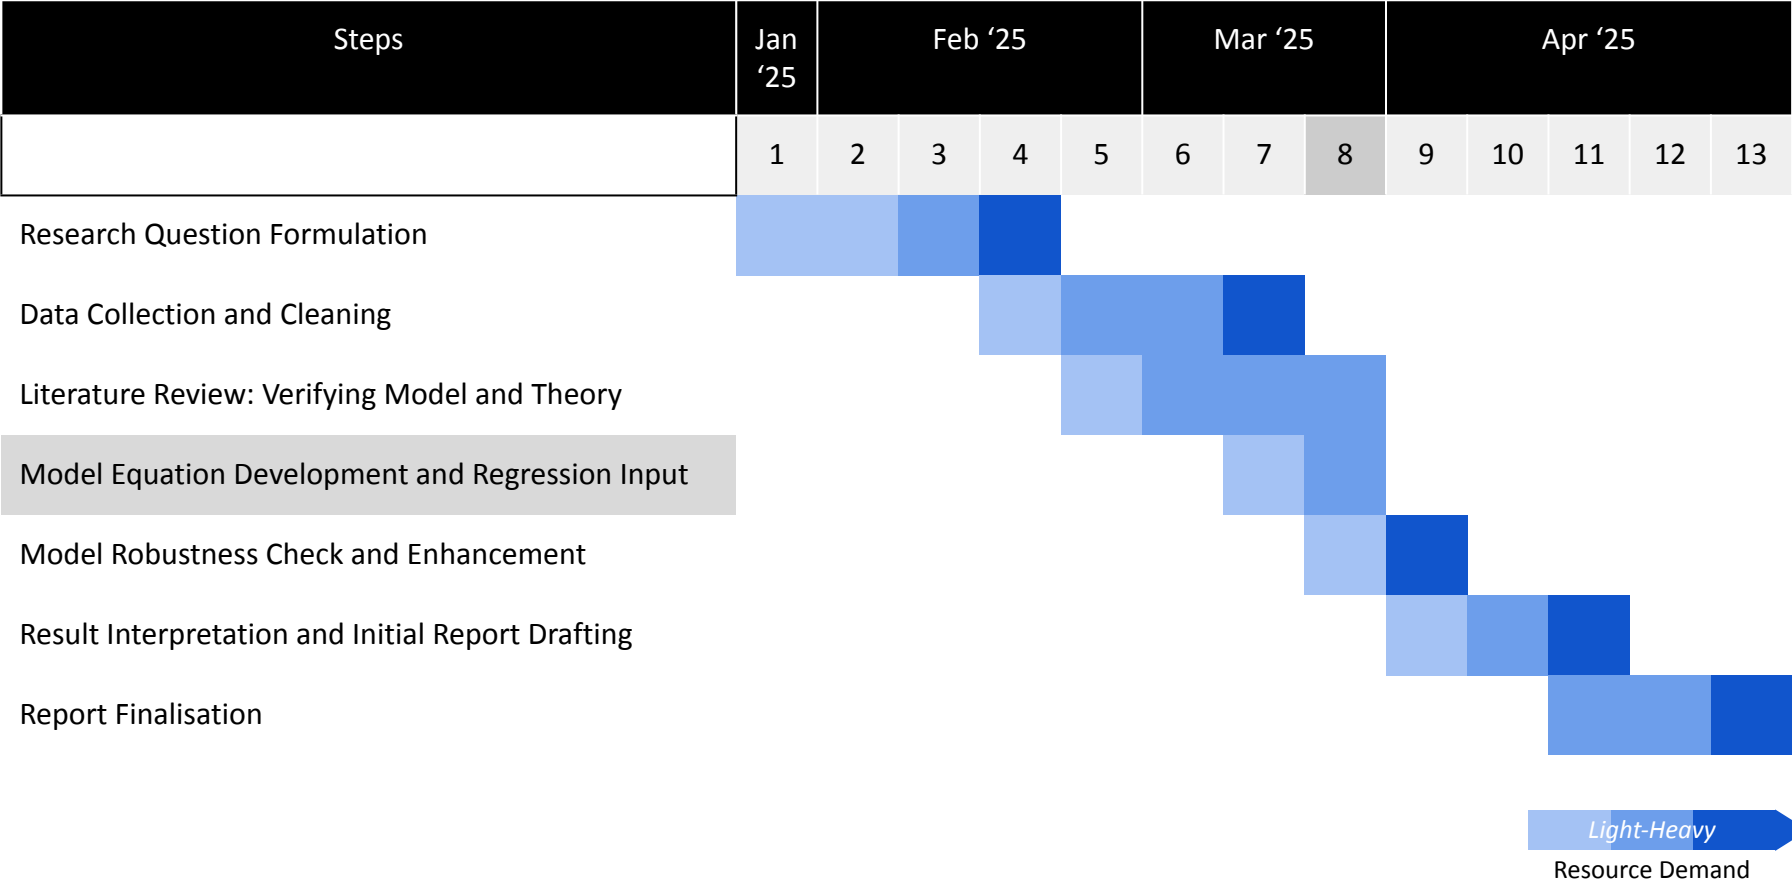 Steps
Jan
‘25
Feb ‘25
Mar ‘25
Apr ‘25
1 2 3 4 5 6 7 8 9 10 11 12 13
Research Question Formulation
Data Collection and Cleaning
Literature Review: Verifying Model and Theory
Model Equation Development and Regression Input
Model Robustness Check and Enhancement
Result Interpretation and Initial Report Drafting
Report Finalisation
Light-Heavy
Resource Demand